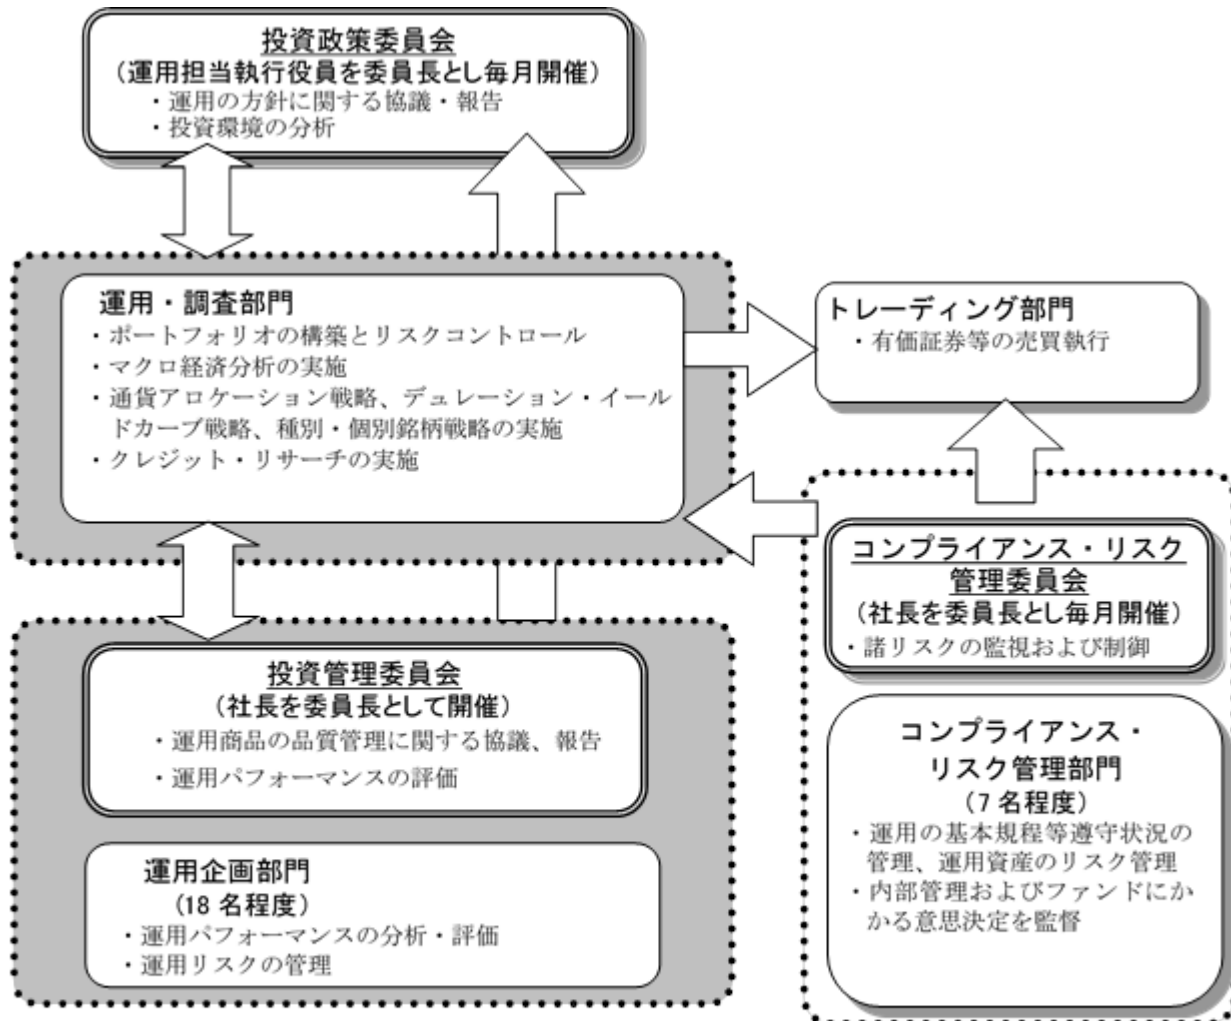 投資政策委員会
(運用担当執行役員を委員長とし毎月開催)
・運用の方針に関する協議・報告
・投資環境の分析
運用・調査部門
・ポートフォリオの構築とリスクコントロール
・マクロ経済分析の実施
・通貨アロケーション戦略、デュレーション・イール
ドカーブ戦略、種別・個別銘柄戦略の実施
・クレジット・リサーチの実施
トレーディング部門
・有価証券等の売買執行
コンプライアンス・リスク
管理委員会
(社長を委員長とし毎月開催)
・諸リスクの監視および制御
投資管理委員会
(社長を委員長として開催)
・運用商品の品質管理に関する協議、報告
・運用パフォーマンスの評価
コンプライアンス・
リスク管理部門
(7 名程度)
・運用の基本規程等遵守状況の
管理、運用資産のリスク管理
・内部管理およびファンドにか
かる意思決定を監督
運用企画部門
(18 名程度)
・運用パフォーマンスの分析・評価
・運用リスクの管理